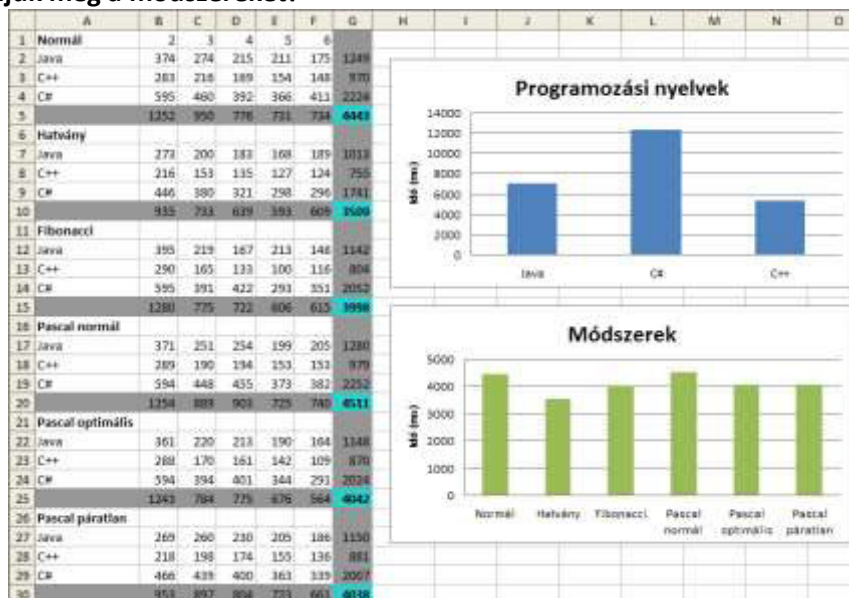 meg a módszereket:
A B C D E F G H I J K L M N O
1 Normál 2 3 4 5 6
2 Java 374 274 215 211 175 1249
3 C++ 283 216 169 154 148 970
4 C# 595 460 392 366 411 2224
5 1252 950 776 731 734 4443
6 Hatvány
7 Java 273 200 183 168 189 1013
8 C++ 216 153 135 127 124 755
9 C# 446 380 321 298 296 1741
10 935 733 639 593 609 3509
11 Fibonacci
12 Java 395 219 167 213 148 1142
13 C++ 290 165 133 100 116 804
14 C# 595 391 422 293 351 2052
15 1280 775 722 606 615 3998
16 Pascal normál
17 Java 371 251 254 199 205 1280
18 C++ 289 190 194 153 153 979
19 C# 594 448 455 373 382 2252
20 1254 889 903 725 740 4511
21 Pascal optimális
22 Java 361 220 213 190 164 1148
23 C++ 288 170 161 142 109 870
24 C# 594 394 401 344 291 2024
25 1243 784 775 676 564 4042
26 Pascal páratlan
27 Java 269 260 230 205 186 1150
28 C++ 218 198 174 155 136 881
29 C# 466 439 400 363 339 2007
30 953 897 804 723 661 4038
Programozási nyelvek
Idő (ms)
14000
12000
10000
8000
6000
4000
2000
0
Java C# C++
Módszerek
Idő (ms)
5000
4000
3000
2000
1000
0
Normál Hatvány Fibonacci Pascal Pascal Pascal
normál optimális páratlan